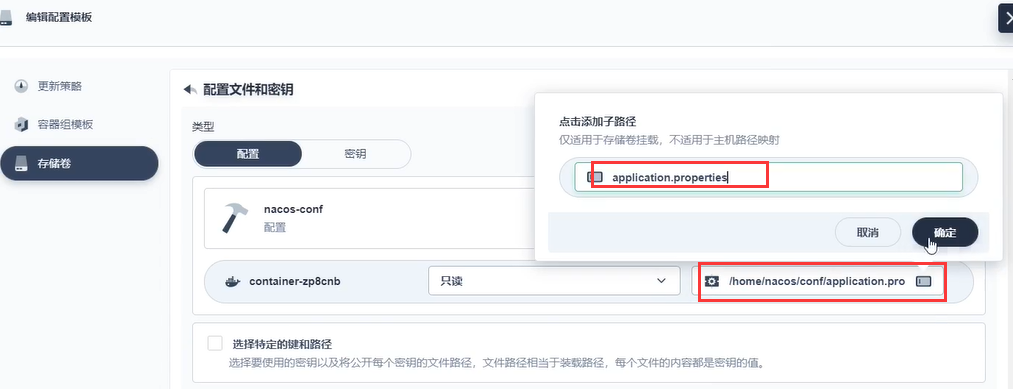 编辑配置模板
更新策略
容器组模板
存储卷
配置文件和密钥
类型
配置
密钥
nacos-conf
配置
container-zp8cnb
只读
/home/nacos/conf/application.pro
选择特定的键和路径
选择要使用的密钥以及将公开每个密钥的文件路径，文件路径相当于装载路径，每个文件的内容都是密钥的值。
点击添加子路径
仅适用于存储卷挂载，不适用于主机路径映射
application.properties
取消
确定